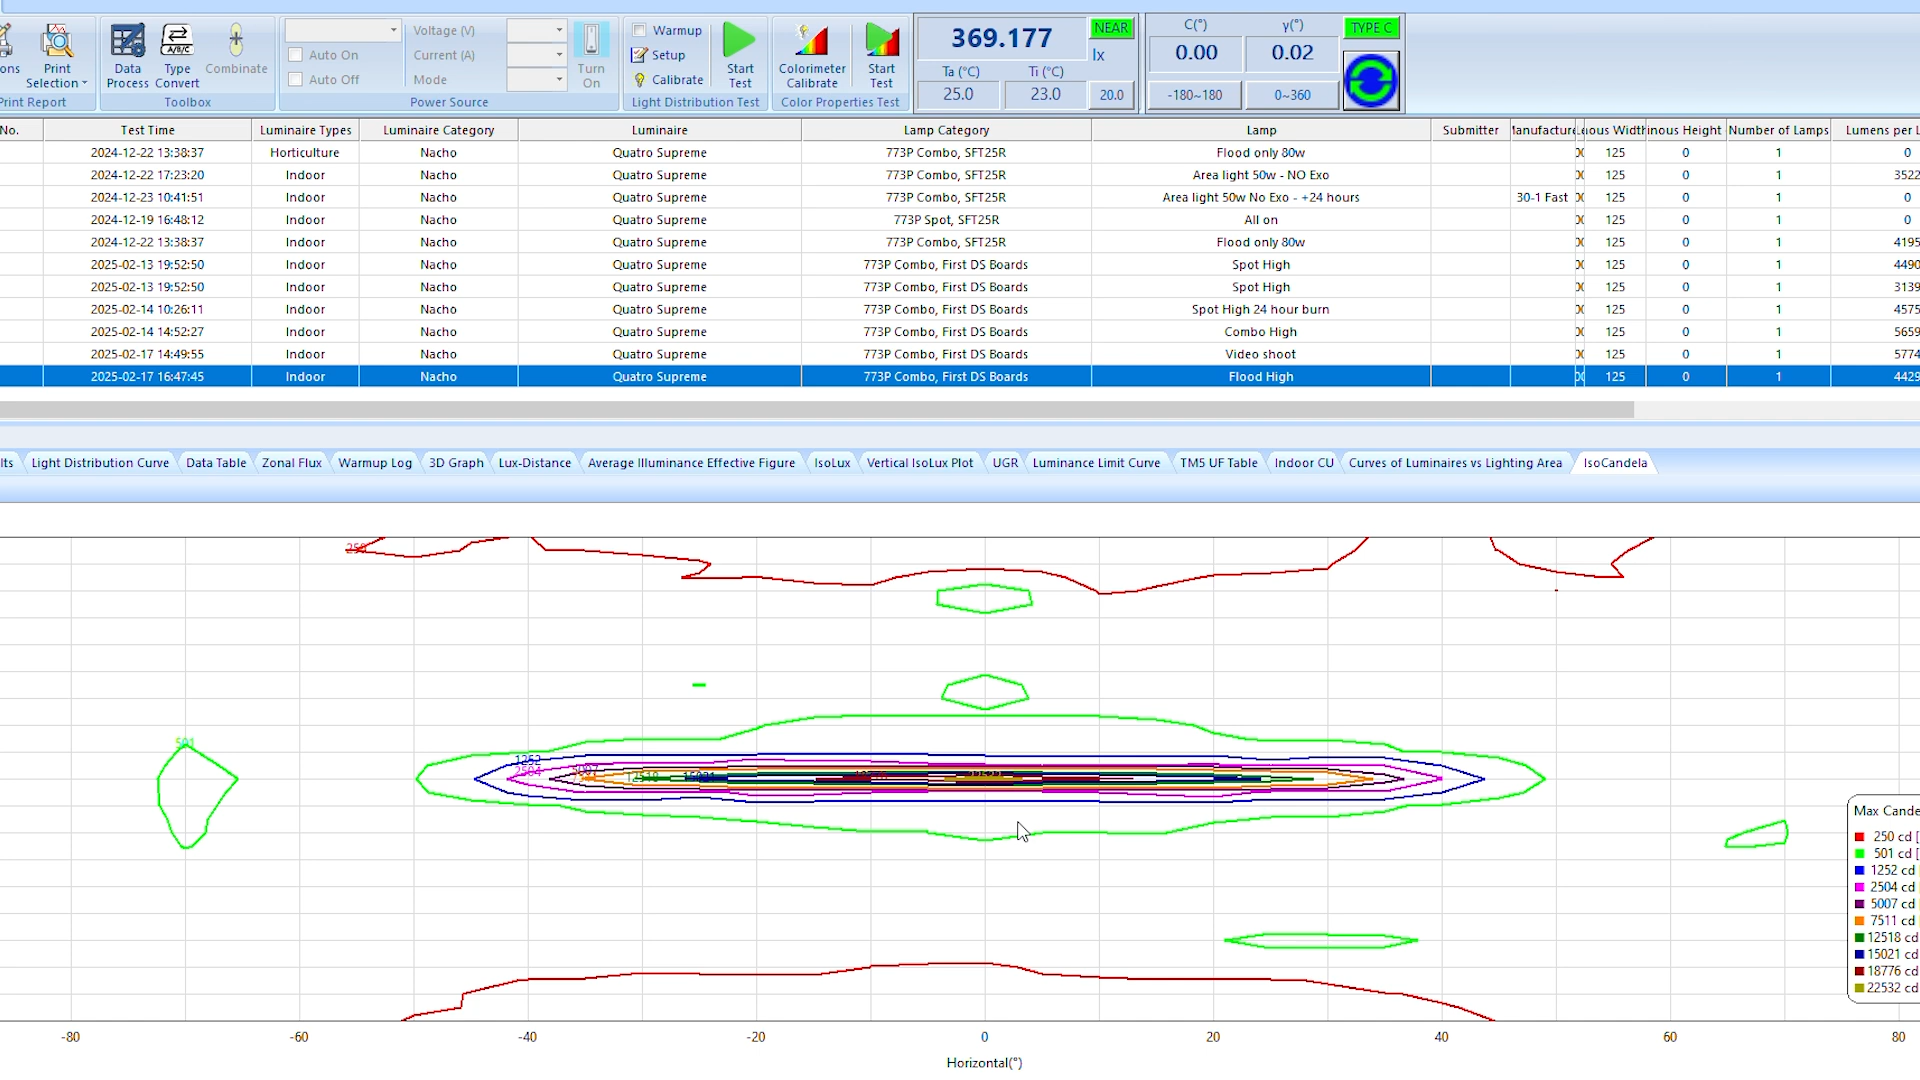 369.177 NEAR C(°) γ(°) TYPE C
Voltage (V) Warmup
lx 0.00 0.02
Auto On Current (A) Setup
ons Print Data Type Combinate Turn Start Colorimeter Start Ta (°C) Ti (°C)
Selection Process Convert Auto Off Mode On Calibrate Test Calibrate Test 25.0 23.0 20.0 -180~180 0~360
Print Report Toolbox Power Source Light Distribution Test Color Properties Test
No. Test Time Luminaire Types Luminaire Category Luminaire Lamp Category Lamp Submitter Number of Lamps
2024-12-22 13:38:37 Horticulture Nacho Quatro Supreme 773P Combo, SFT25R Flood only 80w 125 0 1 0
2024-12-22 17:23:20 Indoor Nacho Quatro Supreme 773P Combo, SFT25R Area light 50w - NO Exo 125 0 1 3522
2024-12-23 10:41:51 Indoor Nacho Quatro Supreme 773P Combo, SFT25R Area light 50w No Exo - +24 hours 30-1 Fast 125 0 1 0
2024-12-19 16:48:12 Indoor Nacho Quatro Supreme 773P Spot, SFT25R All on 125 0 1 0
2024-12-22 13:38:37 Indoor Nacho Quatro Supreme 773P Combo, SFT25R Flood only 80w 125 0 1 4195
2025-02-13 19:52:50 Indoor Nacho Quatro Supreme 773P Combo, First DS Boards Spot High 125 0 1 4490
2025-02-13 19:52:50 Indoor Nacho Quatro Supreme 773P Combo, First DS Boards Spot High 125 0 1 3139
2025-02-14 10:26:11 Indoor Nacho Quatro Supreme 773P Combo, First DS Boards Spot High 24 hour burn 125 0 1 4575
2025-02-14 14:52:27 Indoor Nacho Quatro Supreme 773P Combo, First DS Boards Combo High 125 0 1 5659
2025-02-17 14:49:55 Indoor Nacho Quatro Supreme 773P Combo, First DS Boards Video shoot 125 0 1 5774
2025-02-17 16:47:45 Indoor Nacho Quatro Supreme 773P Combo, First DS Boards Flood High 125 0 1 4429
lts Light Distribution Curve Data Table Zonal Flux Warmup Log 3D Graph Lux-Distance Average Illuminance Effective Figure IsoLux Vertical IsoLux Plot UGR Luminance Limit Curve TM5 UF Table Indoor CU Curves of Luminaires vs Lighting Area IsoCandela
250
501
1252
2504
5007
12518 15021
Max Cande
250 cd [
501 cd [
1252 cd
2504 cd
5007 cd
7511 cd
12518 cd
15021 cd
18776 cd
22532 cd
-80 -60 -40 -20 0 20 40 60 80
Horizontal(°)